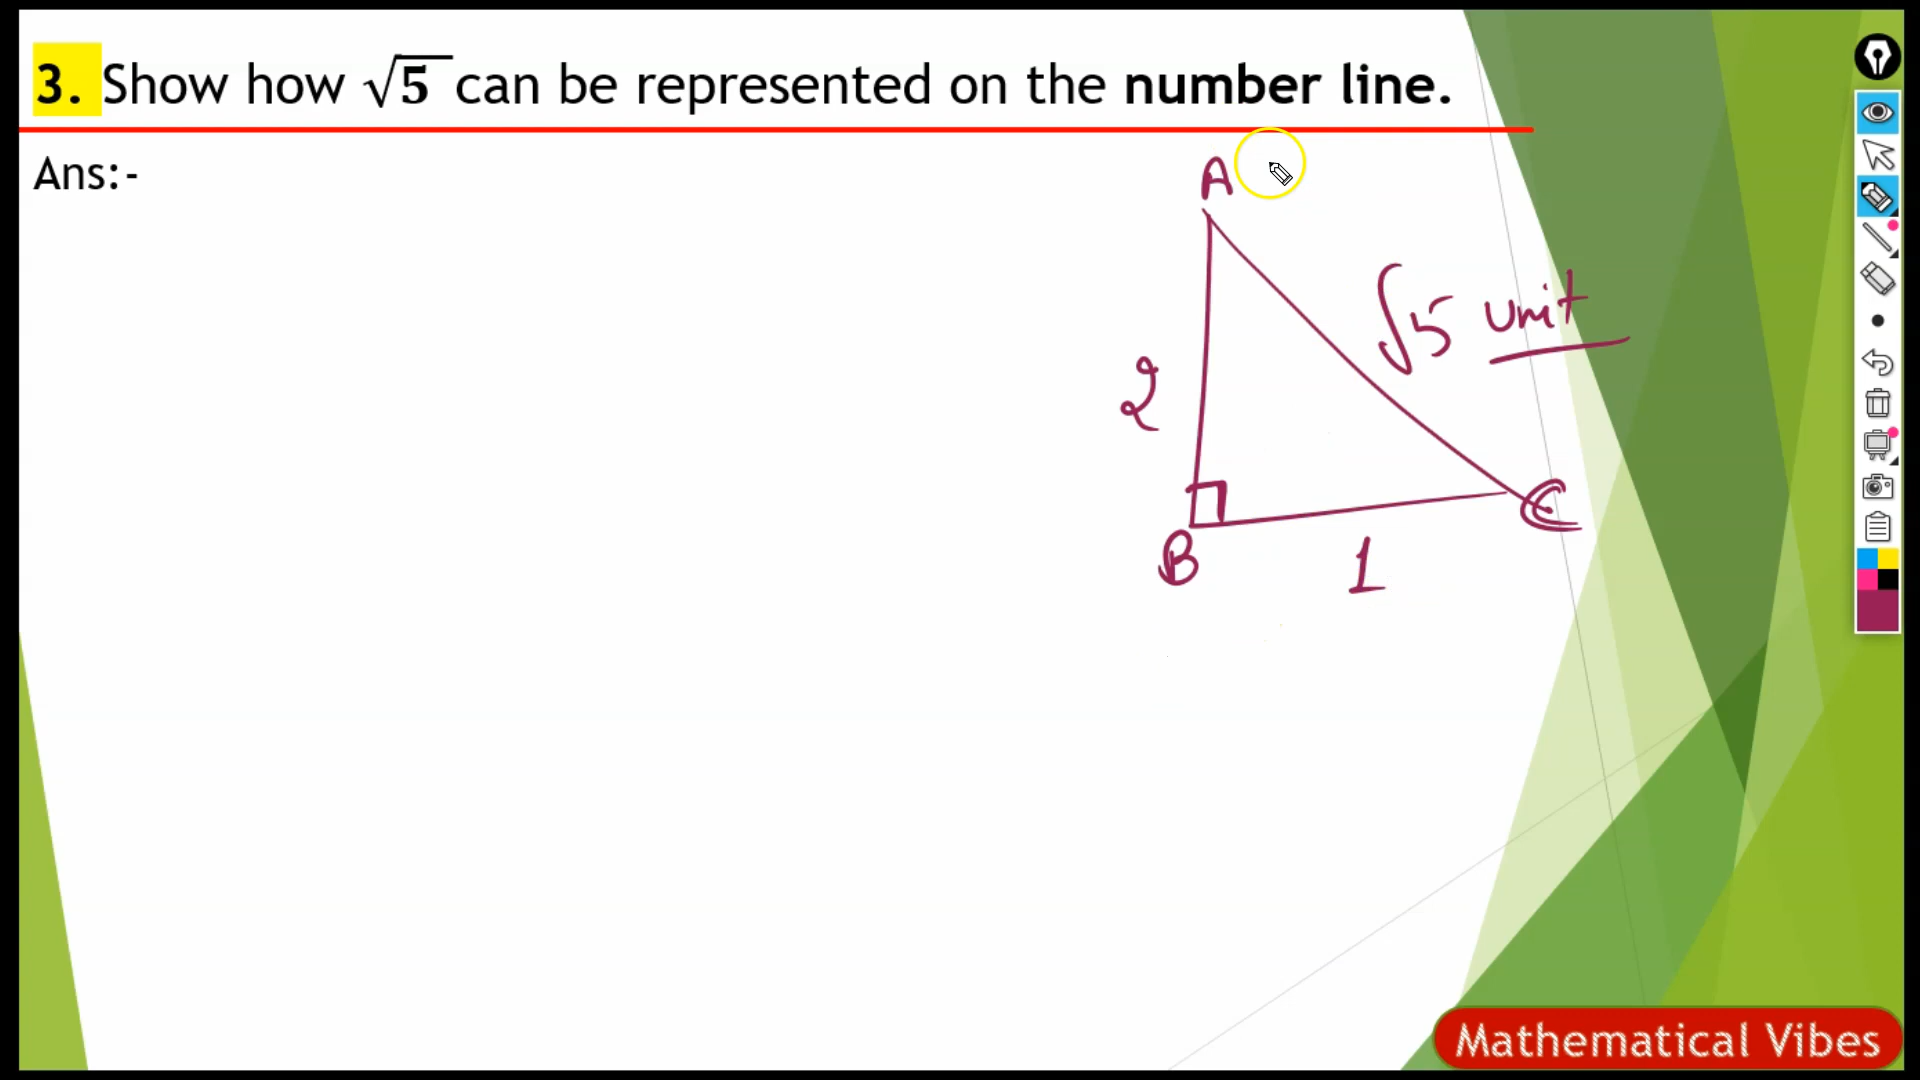 3. Show how √5 can be represented on the number line.
Ans:-
A
√5 unit
2
B
C
1
Mathematical Vibes